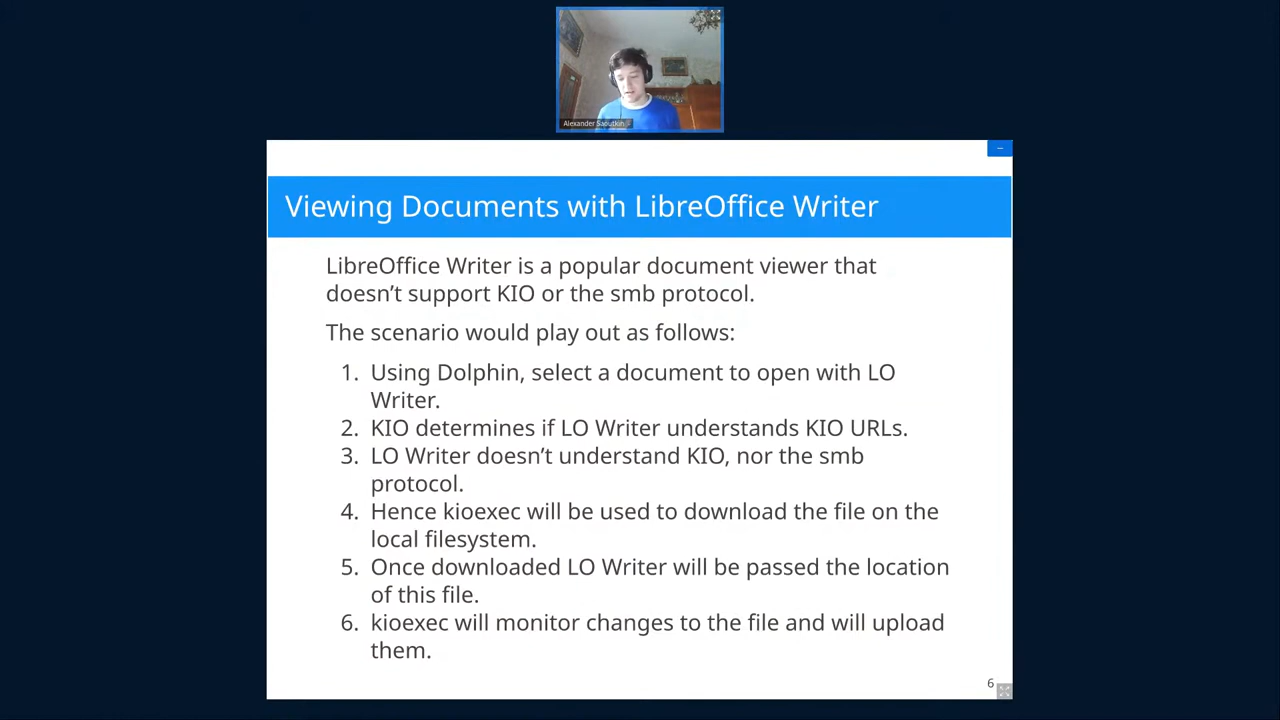 Alexander Saoutkin
Viewing Documents with LibreOffice Writer
LibreOffice Writer is a popular document viewer that
doesn’t support KIO or the smb protocol.
The scenario would play out as follows:
1. Using Dolphin, select a document to open with LO
Writer.
2. KIO determines if LO Writer understands KIO URLs.
3. LO Writer doesn’t understand KIO, nor the smb
protocol.
4. Hence kioexec will be used to download the file on the
local filesystem.
5. Once downloaded LO Writer will be passed the location
of this file.
6. kioexec will monitor changes to the file and will upload
them.
6